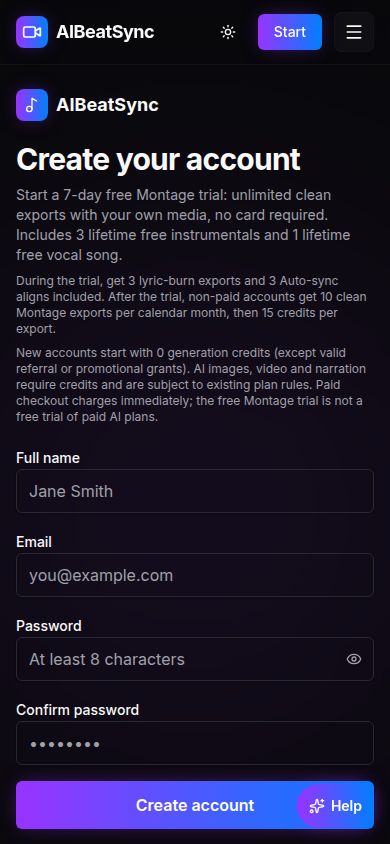 AIBeatSync
Start
AIBeatSync
Create your account
Start a 7-day free Montage trial: unlimited clean
exports with your own media, no card required.
Includes 3 lifetime free instrumentals and 1 lifetime
free vocal song.
During the trial, get 3 lyric-burn exports and 3 Auto-sync
aligns included. After the trial, non-paid accounts get 10 clean
Montage exports per calendar month, then 15 credits per
export.
New accounts start with 0 generation credits (except valid
referral or promotional grants). AI images, video and narration
require credits and are subject to existing plan rules. Paid
checkout charges immediately; the free Montage trial is not a
free trial of paid AI plans.
Full name
Jane Smith
Email
you@example.com
Password
At least 8 characters
Confirm password
••••••••
Create account
Help